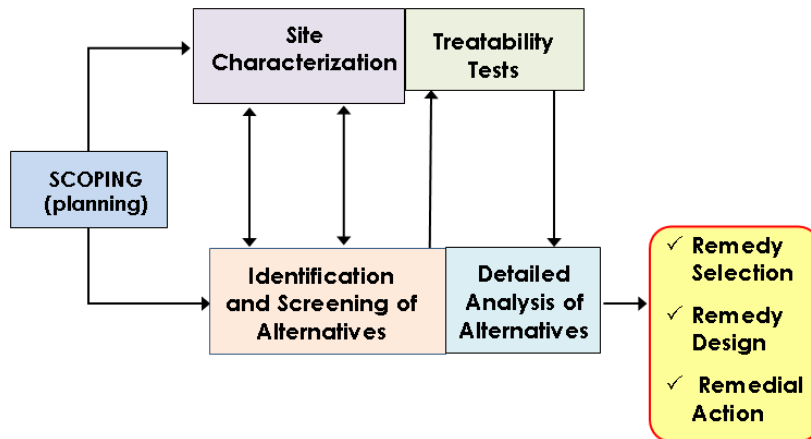 Site
Characterization
Treatability
Tests
SCOPING
(planning)
Identification
and Screening of
Alternatives
Detailed
Analysis of
Alternatives
✓ Remedy
Selection
✓ Remedy
Design
✓ Remedial
Action